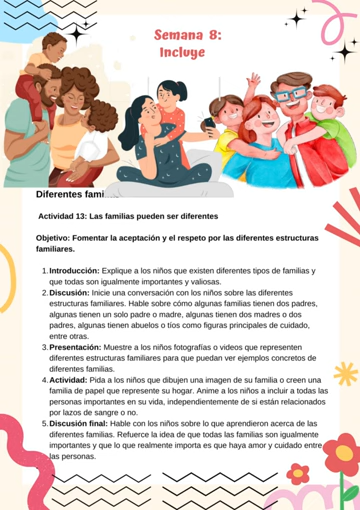 Semana 8:
Incluye
Diferentes fami
Actividad 13: Las familias pueden ser diferentes
Objetivo: Fomentar la aceptación y el respeto por las diferentes estructuras
familiares.
1. Introducción: Explique a los niños que existen diferentes tipos de familias y
que todas son igualmente importantes y valiosas.
2. Discusión: Inicie una conversación con los niños sobre las diferentes
estructuras familiares. Hable sobre cómo algunas familias tienen dos padres,
algunas tienen un solo padre o madre, algunas tienen dos madres o dos
padres, algunas tienen abuelos o tíos como figuras principales de cuidado,
entre otras.
3. Presentación: Muestre a los niños fotografías o videos que representen
diferentes estructuras familiares para que puedan ver ejemplos concretos de
diferentes familias.
4. Actividad: Pida a los niños que dibujen una imagen de su familia o creen una
familia de papel que represente su hogar. Anime a los niños a incluir a todas las
personas importantes en su vida, independientemente de si están relacionados
por lazos de sangre o no.
5. Discusión final: Hable con los niños sobre lo que aprendieron acerca de las
diferentes familias. Refuerce la idea de que todas las familias son igualmente
importantes y que lo que realmente importa es que haya amor y cuidado entre
las personas.